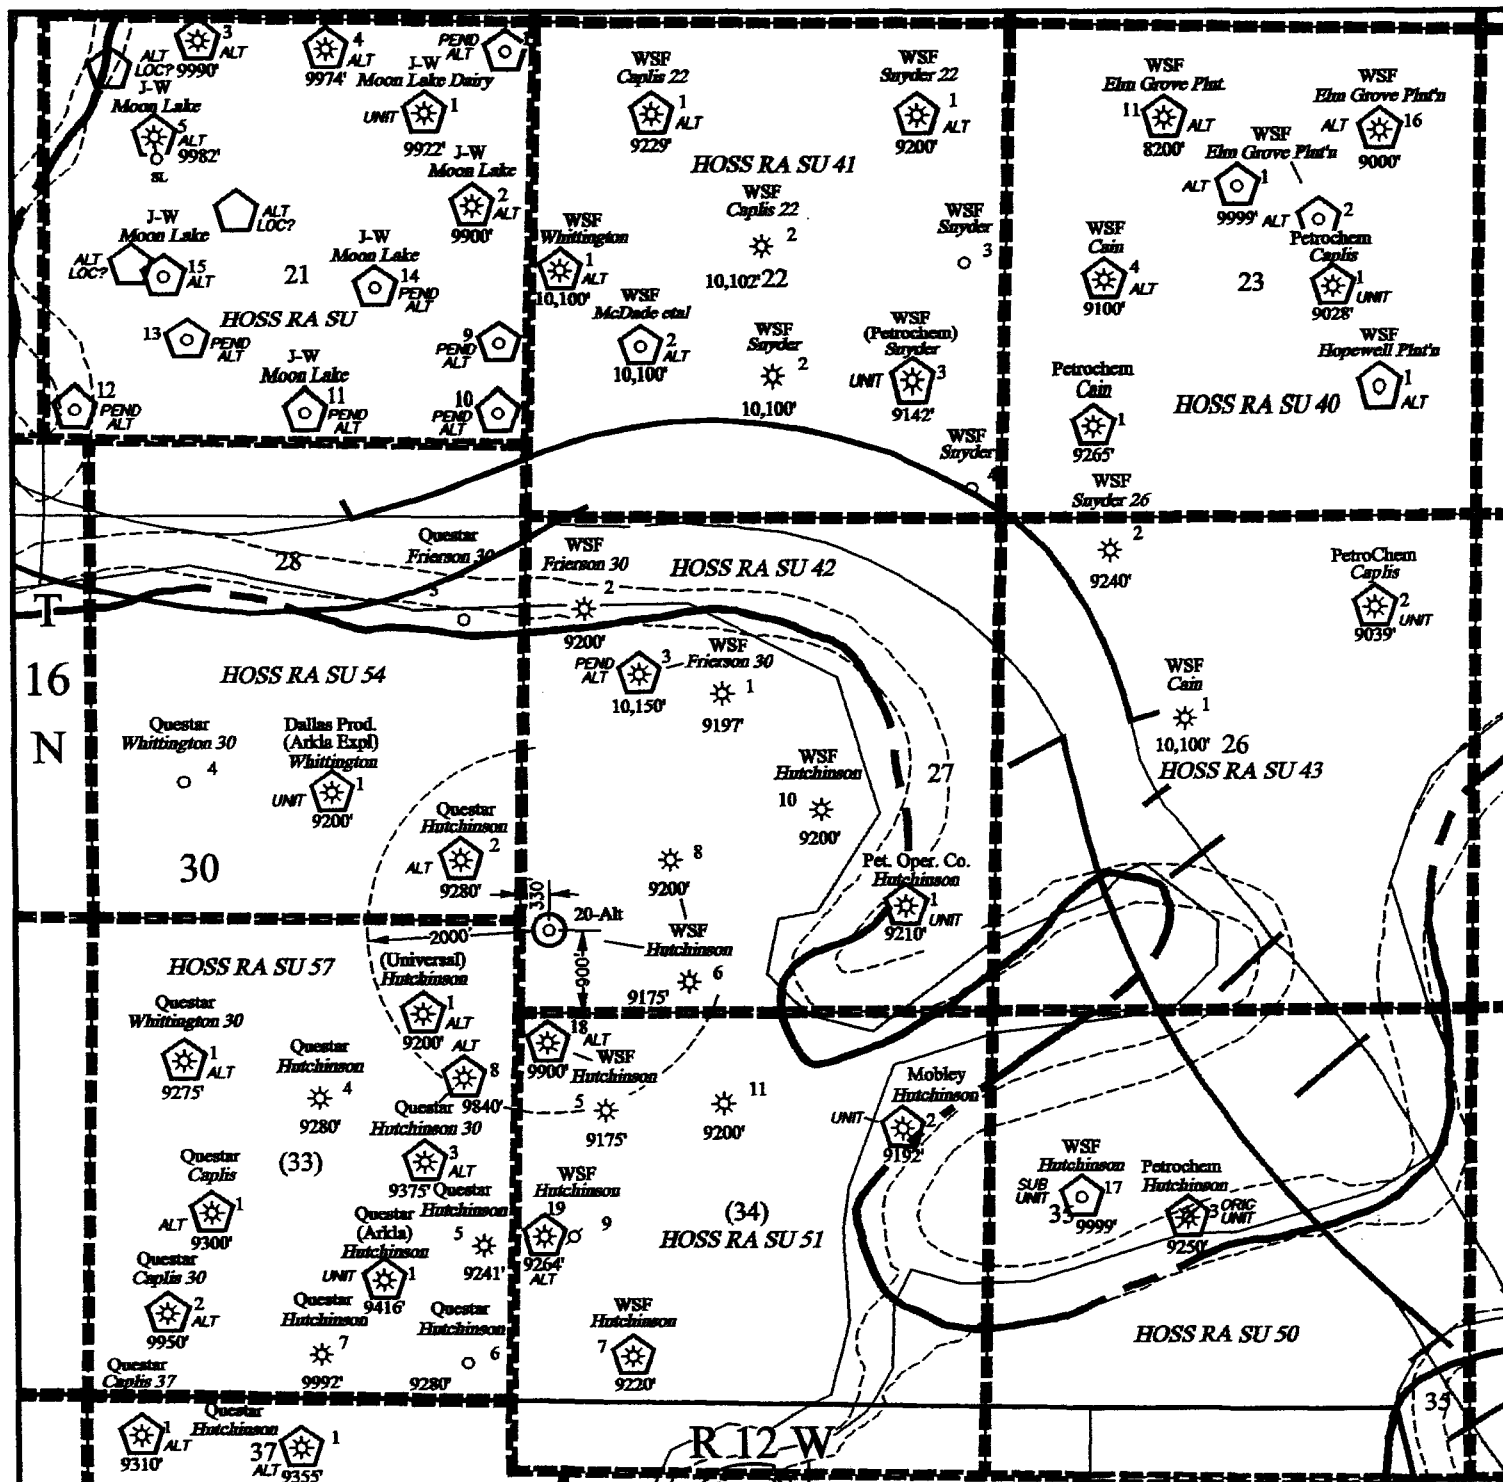 3
ALT
9990'
ALT
LOC?
4
ALT
9974'
PEND
ALT
J-W
Moon Lake Dairy
UNIT
1
9922'
J-W
Moon Lake
5
ALT
9982'
SL
J-W
Moon Lake
2
ALT
9900'
ALT
LOC?
J-W
Moon Lake
ALT
LOC?
15
ALT
21
J-W
Moon Lake
14
PEND
ALT
HOSS RA SU
13
PEND
ALT
9
PEND
ALT
J-W
Moon Lake
11
PEND
ALT
12
PEND
ALT
10
PEND
ALT
WSF
Caplis 22
1
ALT
9229'
WSF
Snyder 22
1
ALT
9200'
HOSS RA SU 41
WSF
Caplis 22
2
10,102'
22
WSF
Snyder
3
WSF
Whittington
1
ALT
10,100'
WSF
McDade etal
2
ALT
10,100'
WSF
Snyder
2
10,100'
WSF
(Petrochem)
Snyder
UNIT
3
9142'
WSF
Snyder
4
WSF
Elm Grove Plnt.
11
ALT
8200'
WSF
Elm Grove Plnt'n
ALT
16
9000'
WSF
Elm Grove Plnt'n
ALT
1
9999'
ALT
2
WSF
Cain
4
ALT
9100'
23
Petrochem
Caplis
1
UNIT
9028'
WSF
Hopewell Plnt'n
1
ALT
Petrochem
Cain
1
9265'
HOSS RA SU 40
WSF
Snyder 26
2
9240'
PetroChem
Caplis
2
UNIT
9039'
WSF
Cain
1
10,100'
26
HOSS RA SU 43
T
16
N
28
Questar
Frierson 30
3
WSF
Frierson 30
2
9200'
HOSS RA SU 42
HOSS RA SU 54
PEND
ALT
3
10,150'
WSF
Frierson 30
1
9197'
Questar
Whittington 30
4
Dallas Prod.
(Arkla Expl)
Whittington
UNIT
1
9200'
WSF
Hutchinson
10
9200'
27
Questar
Hutchinson
2
ALT
9280'
30
8
9200'
Pet. Oper. Co.
Hutchinson
1
UNIT
9210'
330'
20-Alt
2000'
900'
WSF
Hutchinson
6
9175'
HOSS RA SU 57
(Universal)
Hutchinson
1
ALT
9200'
Questar
Whittington 30
1
ALT
9275'
Questar
Hutchinson
4
9280'
ALT
8
Questar 9840'
Hutchinson 30
3
ALT
9375'
18
ALT
9900'
WSF
Hutchinson
5
9175'
11
9200'
Mobley
Hutchinson
UNIT
2
9192'
(33)
Questar
Caplis
ALT
1
9300'
Questar
Hutchinson
5
9241'
Questar
(Arkla)
Hutchinson
UNIT
1
9416'
WSF
Hutchinson
19
9
9264'
ALT
(34)
HOSS RA SU 51
WSF
Hutchinson
SUB
UNIT
17
35
9999'
Petrochem
Hutchinson
3
ORIG
UNIT
9250'
Questar
Caplis 30
2
ALT
9950'
Questar
Hutchinson
7
9992'
Questar
Hutchinson
6
9280'
WSF
Hutchinson
7
9220'
HOSS RA SU 50
Questar
Caplis 37
1
ALT
9310'
Questar
Hutchinson
37
1
ALT
9355'
R 12 W
35